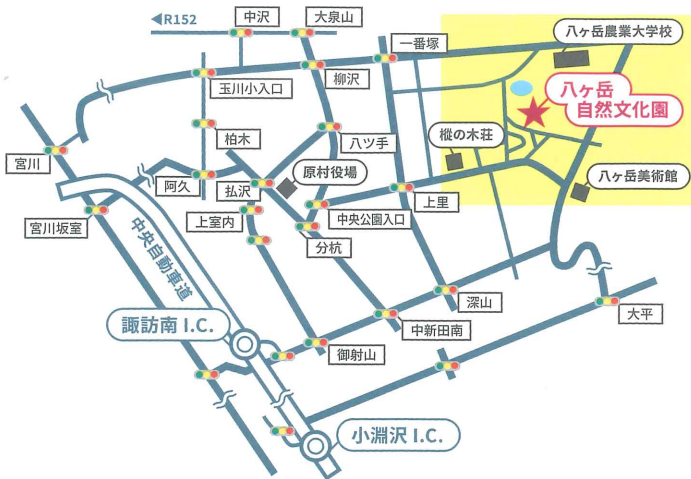 ◀R152
中沢
大泉山
一番塚
八ヶ岳農業大学校
玉川小入口
柳沢
八ヶ岳
自然文化園
宮川
柏木
八ツ手
樅の木荘
阿久
払沢
原村役場
八ヶ岳美術館
宮川坂室
上室内
中央公園入口
上里
中央自動車道
分杭
諏訪南 I.C.
御射山
中新田南
深山
大平
小淵沢 I.C.